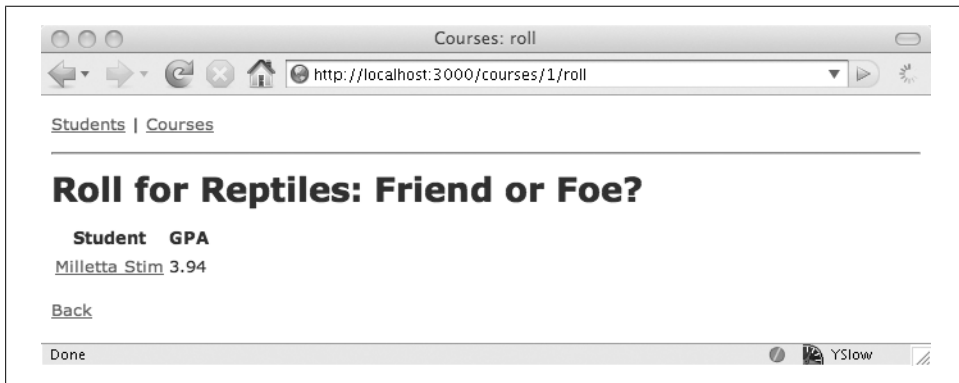 Courses: roll
http://localhost:3000/courses/1/roll
Students | Courses
Roll for Reptiles: Friend or Foe?
Student GPA
Milletta Stim 3.94
Back
Done YSlow